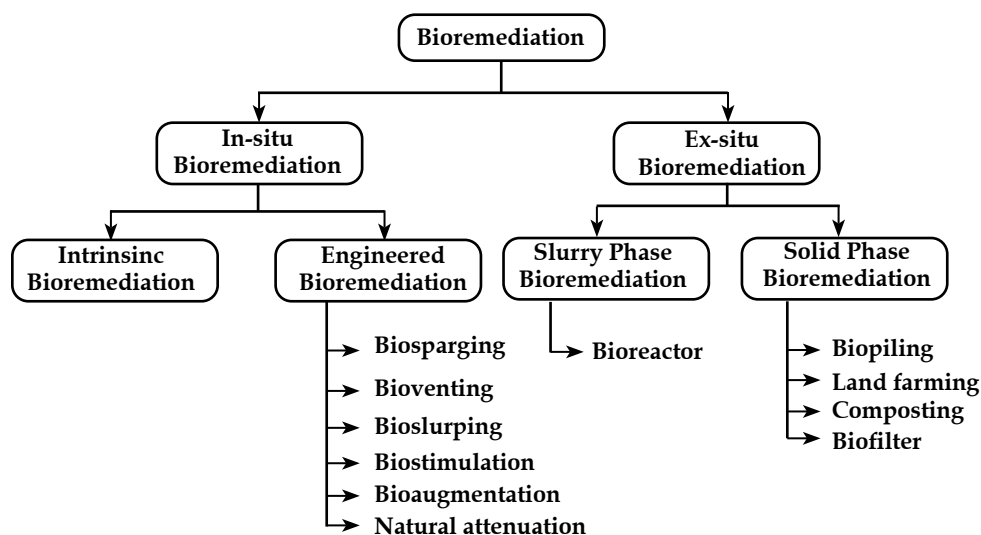 Bioremediation
In-situ
Bioremediation
Ex-situ
Bioremediation
Intrinsinc
Bioremediation
Engineered
Bioremediation
Slurry Phase
Bioremediation
Solid Phase
Bioremediation
Biosparging
Bioventing
Bioslurping
Biostimulation
Bioaugmentation
Natural attenuation
Bioreactor
Biopiling
Land farming
Composting
Biofilter